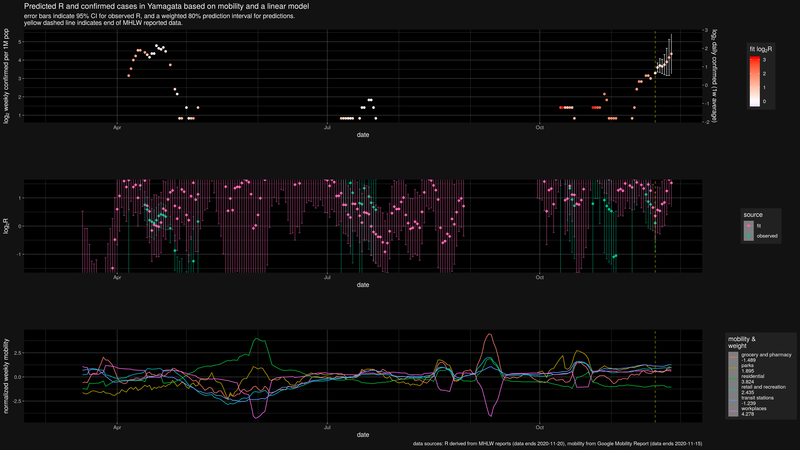 Predicted R and confirmed cases in Yamagata based on mobility and a linear model
error bars indicate 95% CI for observed R, and a weighted 80% prediction interval for predictions.
yellow dashed line indicates end of MHLW reported data.
log₂ weekly confirmed per 1M pop
5
4
3
2
1
3
2
1
0
-1
-2
log₂ daily confirmed (1w average)
Apr
Jul
Oct
date
fit log₂R
3
2
1
0
log₂R
1
0
-1
Apr
Jul
Oct
date
source
fit
observed
normalised weekly mobility
2.5
0.0
-2.5
Apr
Jul
Oct
date
mobility &
weight
grocery and pharmacy
-1.489
parks
1.895
residential
3.824
retail and recreation
2.435
transit stations
-1.239
workplaces
4.278
data sources: R derived from MHLW reports (data ends 2020-11-20), mobility from Google Mobility Report (data ends 2020-11-15)